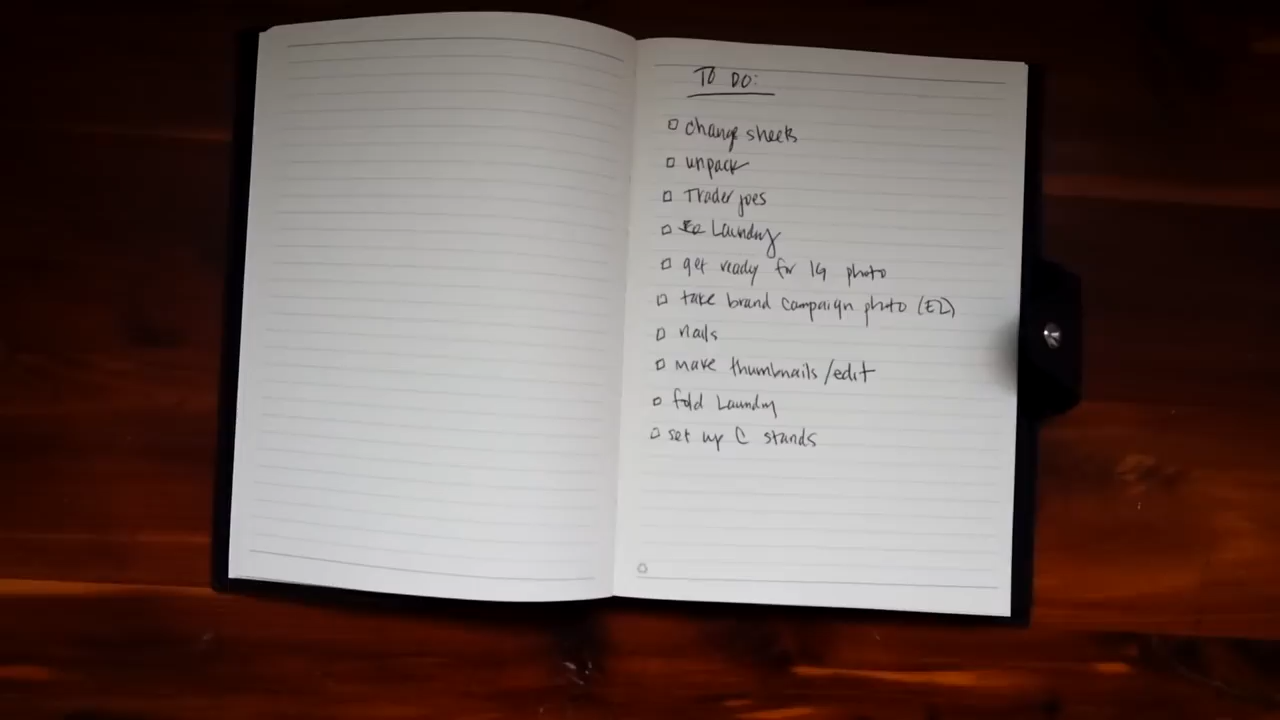 TO DO:
change sheets
unpack
Trader joes
Laundry
get ready for IG photo
take brand campaign photo (EL)
nails
make thumbnails/edit
fold Laundry
set up C stands